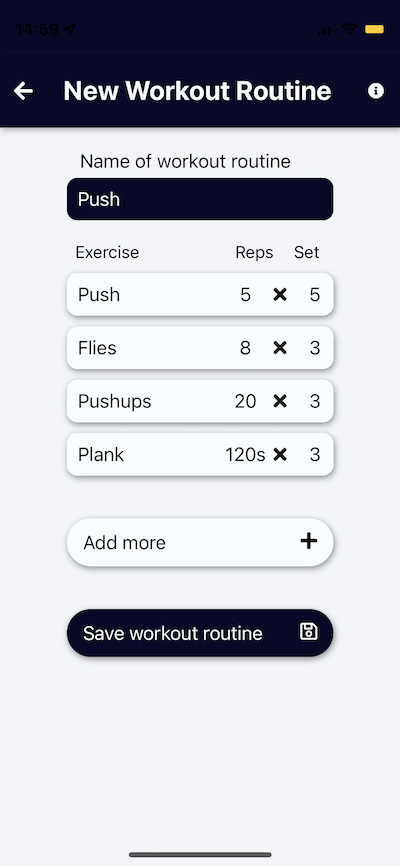 14:59
New Workout Routine
Name of workout routine
Push
Exercise Reps Set
Push 5 × 5
Flies 8 × 3
Pushups 20 × 3
Plank 120s × 3
Add more +
Save workout routine